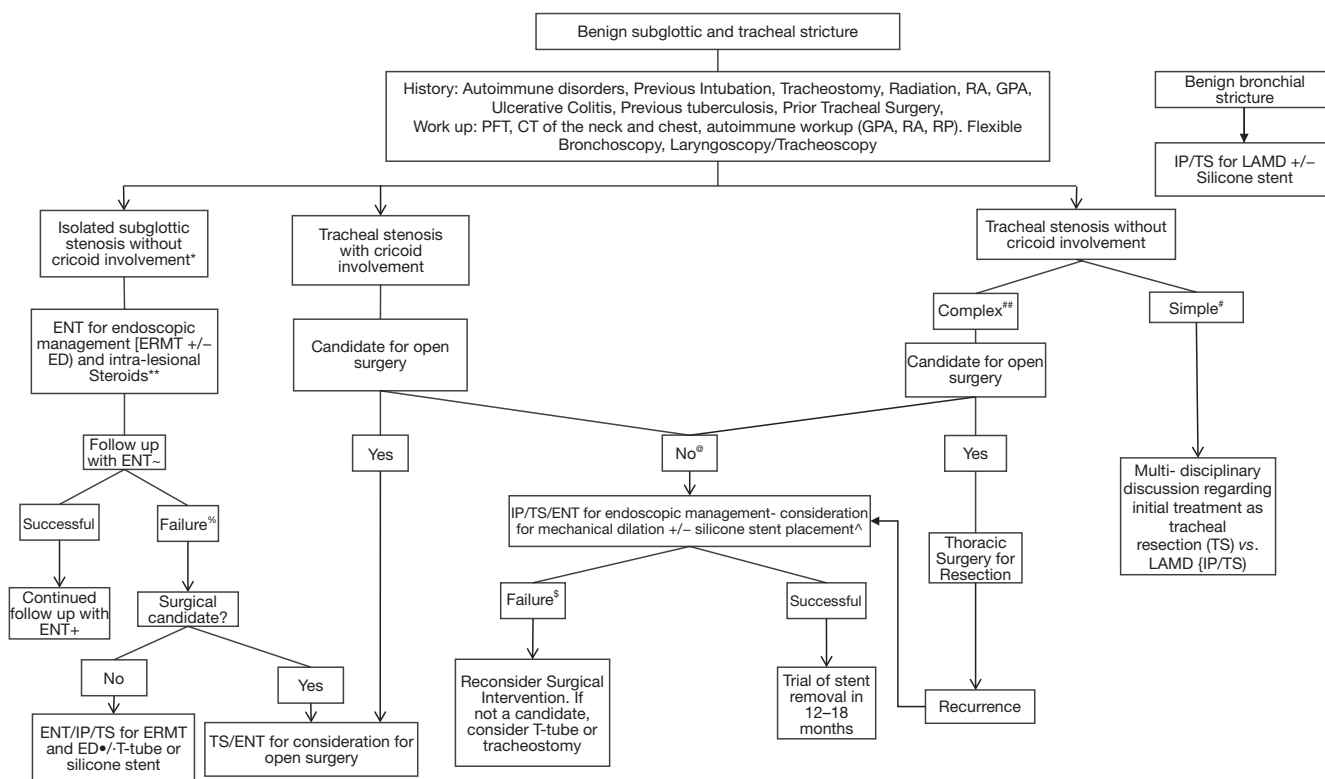 Benign subglottic and tracheal stricture
History: Autoimmune disorders, Previous Intubation, Tracheostomy, Radiation, RA, GPA,
Ulcerative Colitis, Previous tuberculosis, Prior Tracheal Surgery,
Work up: PFT, CT of the neck and chest, autoimmune workup (GPA, RA, RP). Flexible
Bronchoscopy, Laryngoscopy/Tracheoscopy
Benign bronchial
stricture
IP/TS for LAMD +/–
Silicone stent
Isolated subglottic
stenosis without
cricoid involvement*
Tracheal stenosis
with cricoid
involvement
Tracheal stenosis without
cricoid involvement
Complex##
Simple#
ENT for endoscopic
management [ERMT +/–
ED) and intra-lesional
Steroids**
Candidate for open
surgery
Candidate for open
surgery
Follow up
with ENT~
Yes
No@
Yes
Multi- disciplinary
discussion regarding
initial treatment as
tracheal
resection (TS) vs.
LAMD {IP/TS)
Successful
Failure%
IP/TS/ENT for endoscopic management- consideration
for mechanical dilation +/– silicone stent placement^
Thoracic
Surgery for
Resection
Continued
follow up with
ENT+
Surgical
candidate?
Failure$
Successful
No
Yes
Reconsider Surgical
Intervention. If
not a candidate,
consider T-tube or
tracheostomy
Trial of stent
removal in
12–18
months
Recurrence
ENT/IP/TS for ERMT
and ED•/·T-tube or
silicone stent
TS/ENT for consideration for
open surgery